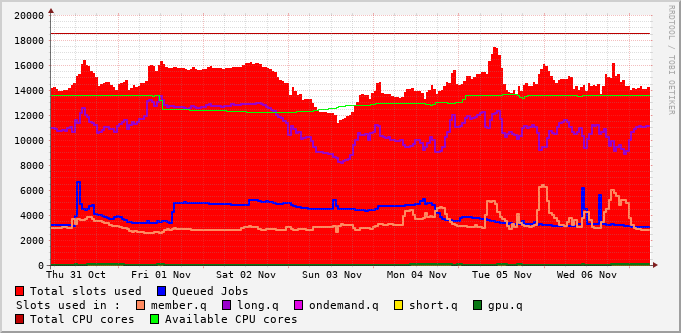 20000
18000
16000
14000
12000
10000
8000
6000
4000
2000
0
Thu 31 Oct Fri 01 Nov Sat 02 Nov Sun 03 Nov Mon 04 Nov Tue 05 Nov Wed 06 Nov
Total slots used Queued Jobs
Slots used in : member.q long.q ondemand.q short.q gpu.q
Total CPU cores Available CPU cores
RRDTOOL / TOBI OETIKER